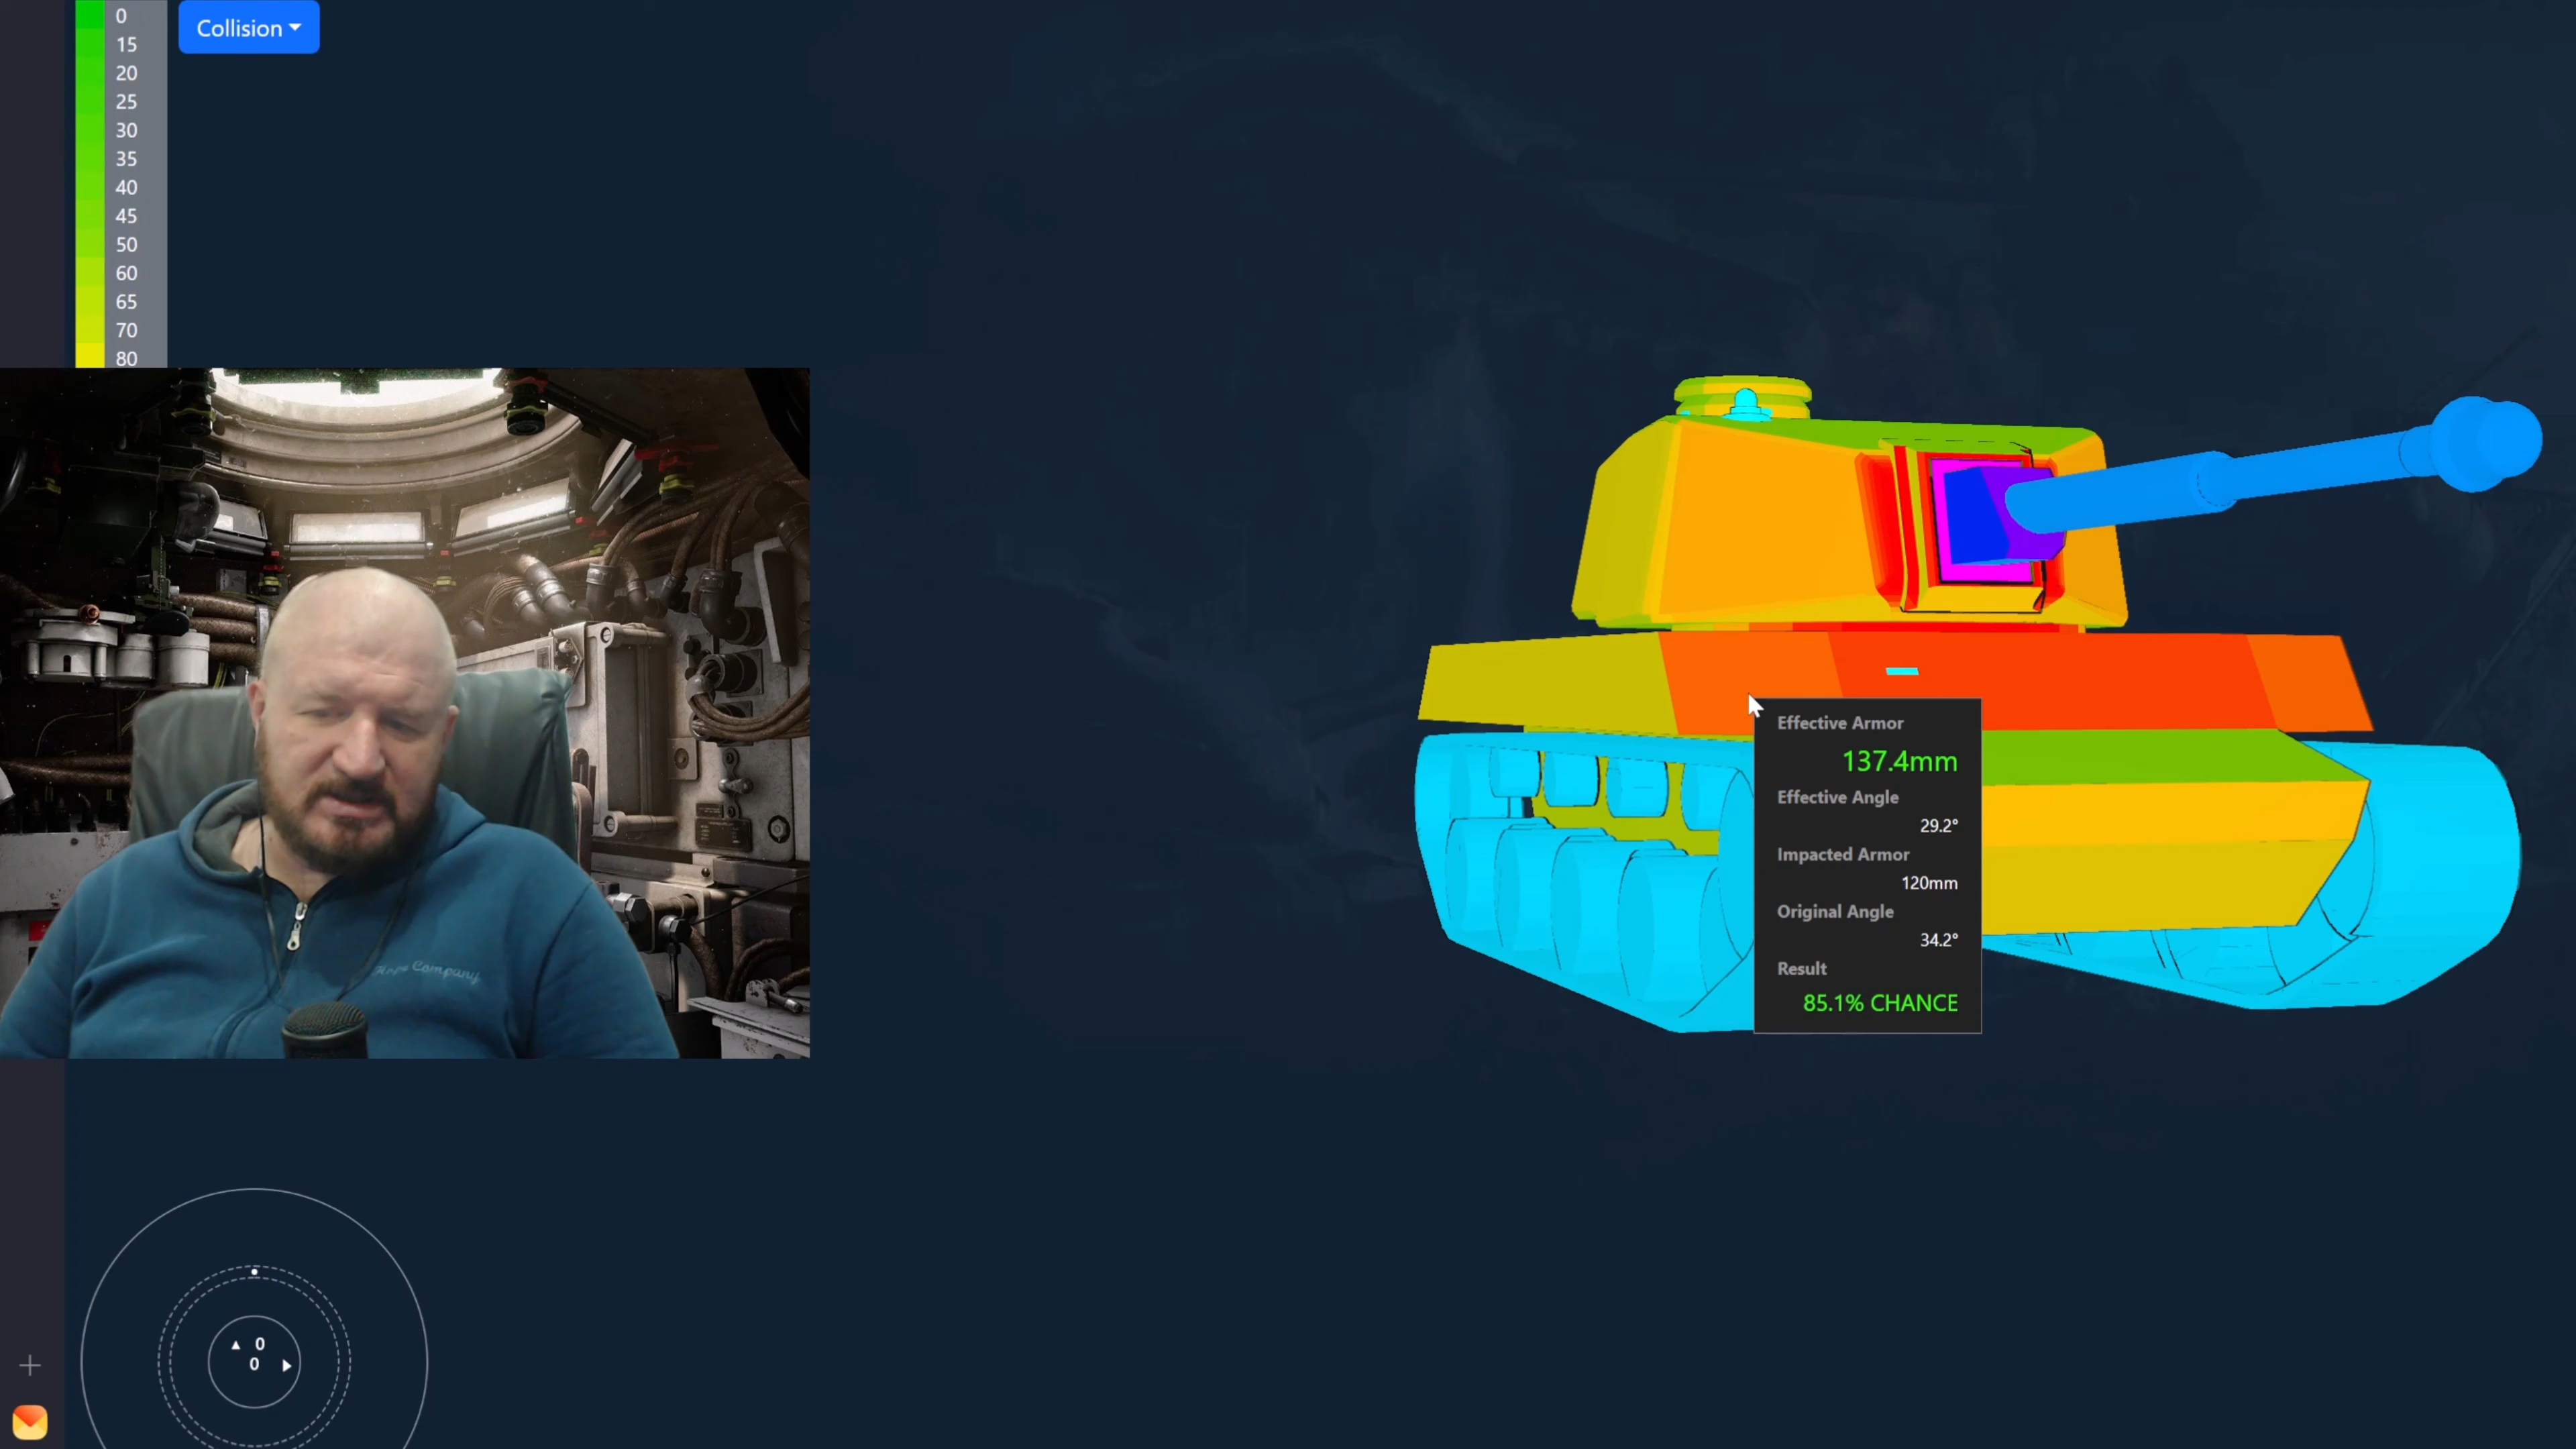 0
15
20
25
30
35
40
45
50
60
65
70
80
Collision
Effective Armor
137.4mm
Effective Angle
29.2°
Impacted Armor
120mm
Original Angle
34.2°
Result
85.1% CHANCE
Company
0
0